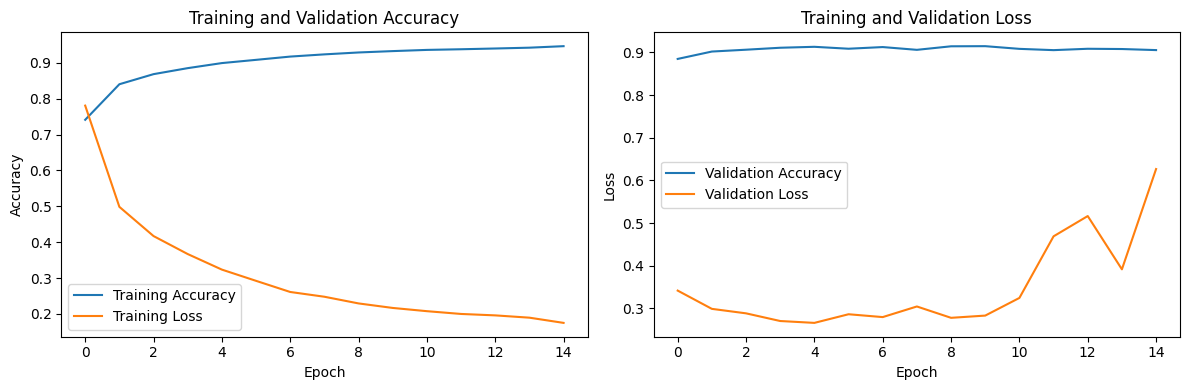 Training and Validation Accuracy
Accuracy
0.9
0.8
0.7
0.6
0.5
0.4
0.3
0.2
Training Accuracy
Training Loss
0 2 4 6 8 10 12 14
Epoch
Training and Validation Loss
Loss
0.9
0.8
0.7
0.6
0.5
0.4
0.3
Validation Accuracy
Validation Loss
0 2 4 6 8 10 12 14
Epoch